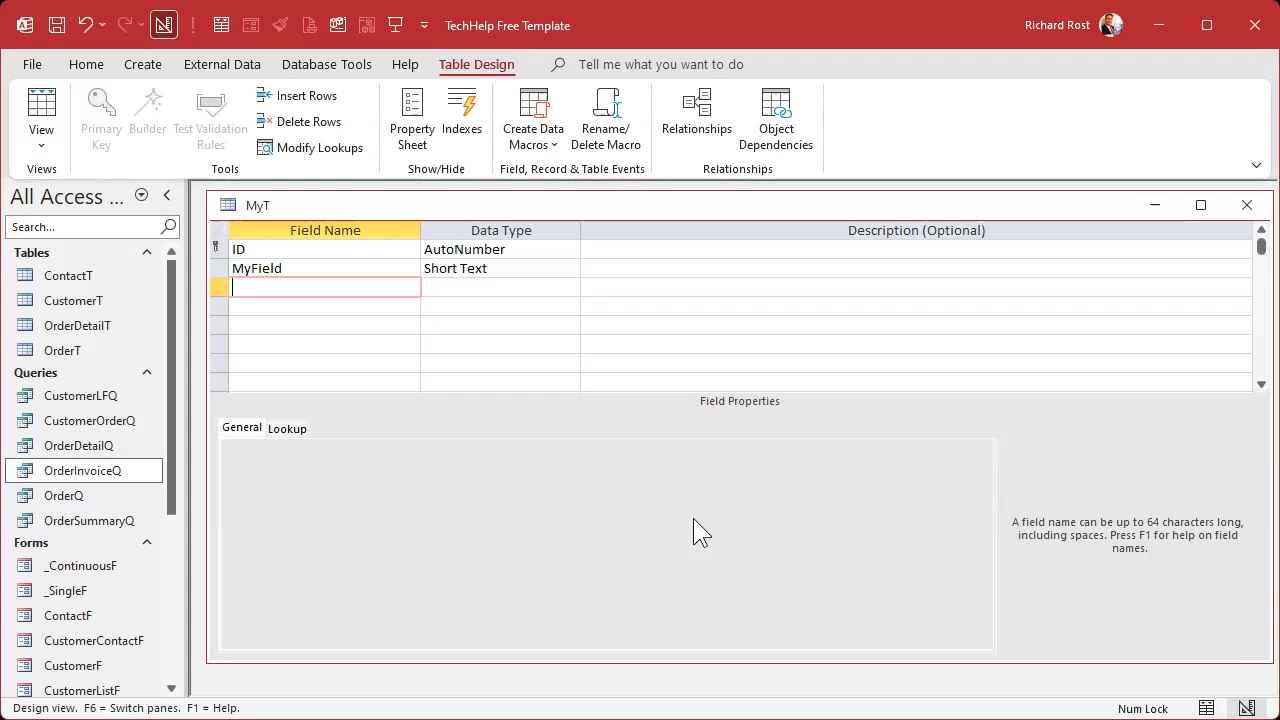 TechHelp Free Template
Richard Rost
File Home Create External Data Database Tools Help Table Design Tell me what you want to do
View
Primary Key
Builder
Test Validation Rules
Insert Rows
Delete Rows
Modify Lookups
Property Sheet
Indexes
Create Data Macros
Rename/ Delete Macro
Relationships
Object Dependencies
Views Tools Show/Hide Field, Record & Table Events Relationships
All Access ...
Search...
Tables
ContactT
CustomerT
OrderDetailT
OrderT
Queries
CustomerLFQ
CustomerOrderQ
OrderDetailQ
OrderInvoiceQ
OrderQ
OrderSummaryQ
Forms
_ContinuousF
_SingleF
ContactF
CustomerContactF
CustomerF
CustomerListF
MyT
Field Name Data Type Description (Optional)
ID AutoNumber
MyField Short Text
Field Properties
General Lookup
A field name can be up to 64 characters long,
including spaces. Press F1 for help on field
names.
Design view. F6 = Switch panes. F1 = Help.
Num Lock